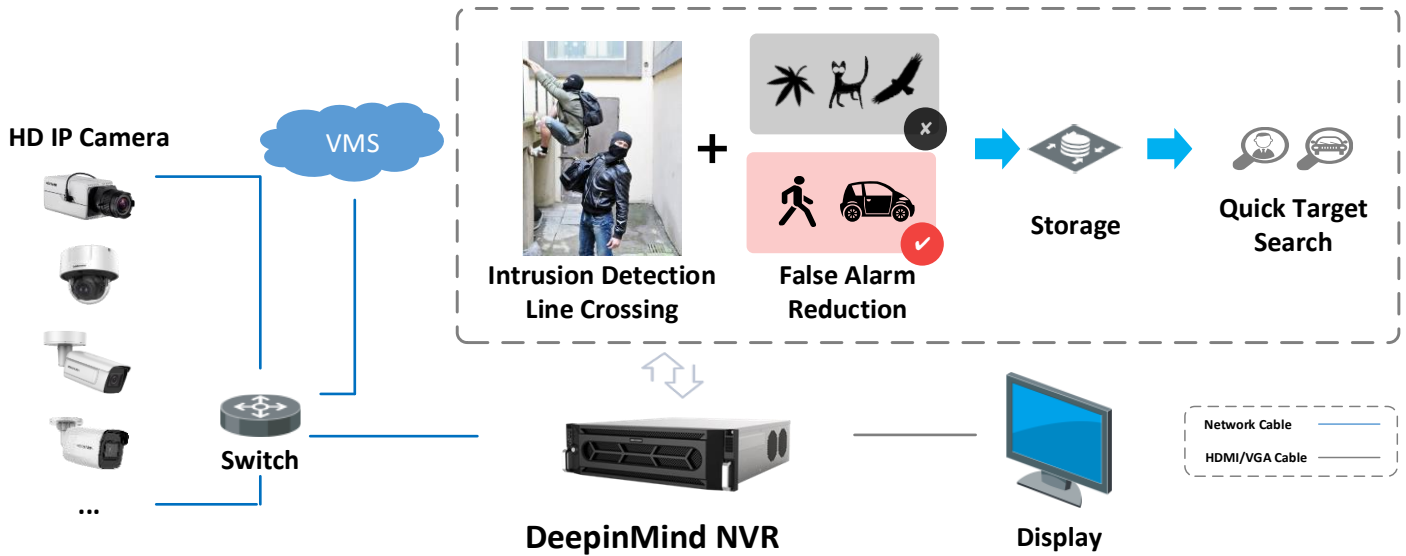 HD IP Camera
VMS
Intrusion Detection
Line Crossing
+
False Alarm
Reduction
Storage
Quick Target
Search
Switch
...
DeepinMind NVR
Display
Network Cable
HDMI/VGA Cable